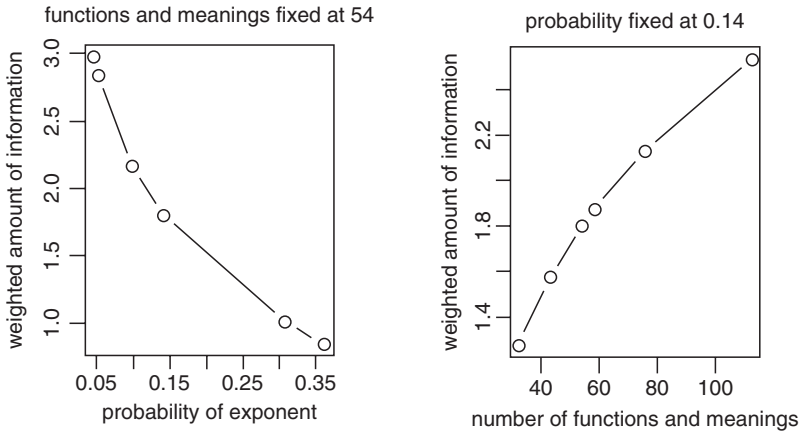 functions and meanings fixed at 54
weighted amount of information
3.0
2.5
2.0
1.5
1.0
0.05 0.15 0.25 0.35
probability of exponent
probability fixed at 0.14
weighted amount of information
2.2
1.8
1.4
40 60 80 100
number of functions and meanings